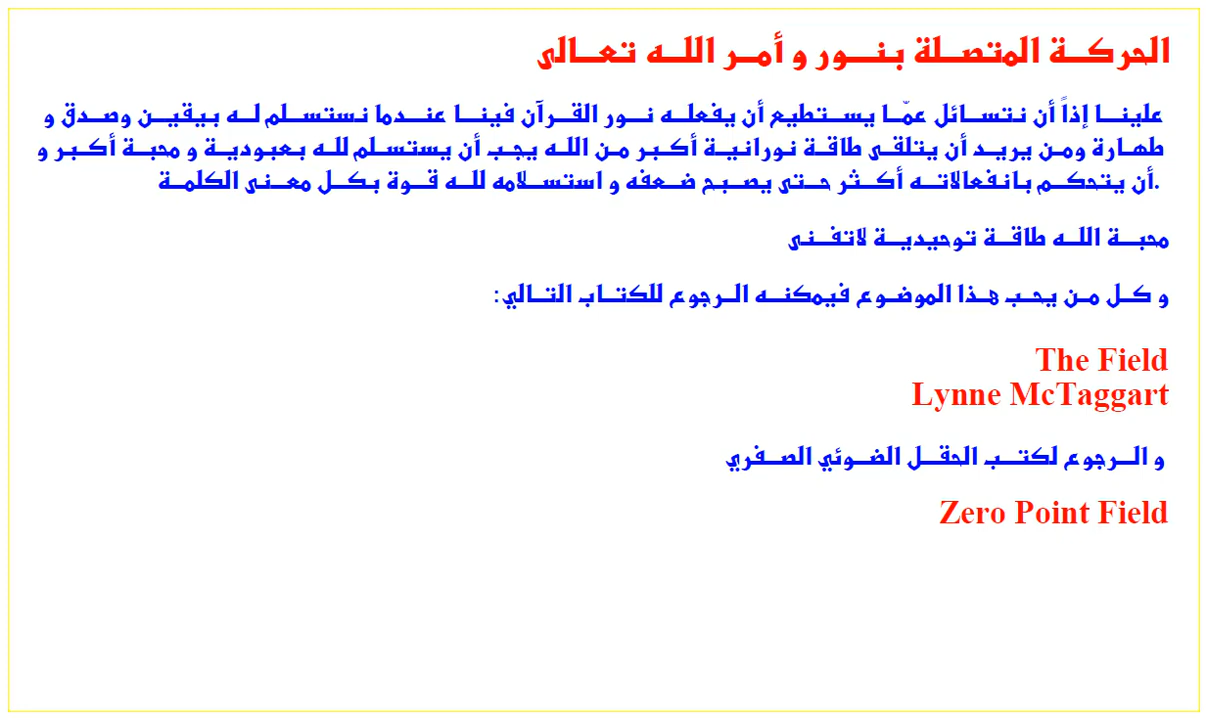 الحركة المتصلة بنور و أمر الله تعالى
علينا إذاً أن نتسائل عمّا يستطيع أن يفعله نور القرآن فينا عندما نستسلم له بيقين وصدق و
طهارة ومن يريد أن يتلقى طاقة نورانية أكبر من الله يجب أن يستسلم لله بعبودية و محبة أكبر و
أن يتحكم بانفعالاته أكثر حتى يصبح ضعفه و استسلامه لله قوة بكل معنى الكلمة.
محبة الله طاقة توحيدية لاتفنى
و كل من يحب هذا الموضوع فيمكنه الرجوع للكتاب التالي:
The Field
Lynne McTaggart
و الرجوع لكتب الحقل الضوئي الصفري
Zero Point Field